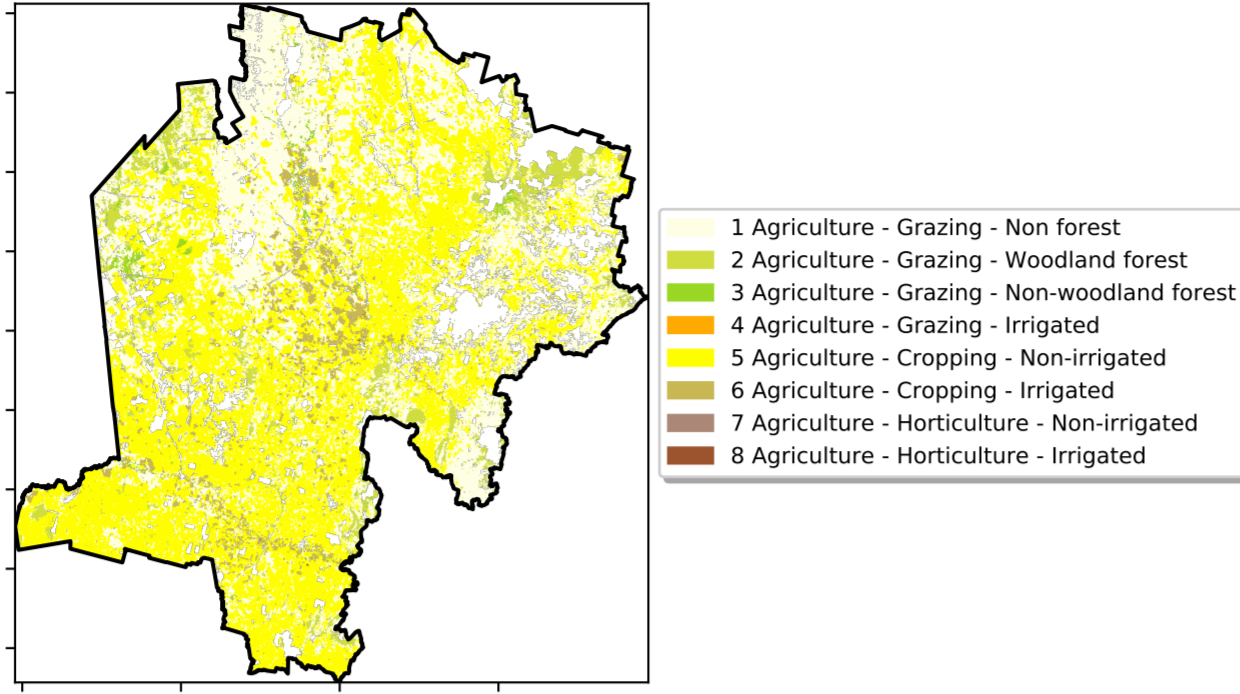 1 Agriculture - Grazing - Non forest
2 Agriculture - Grazing - Woodland forest
3 Agriculture - Grazing - Non-woodland forest
4 Agriculture - Grazing - Irrigated
5 Agriculture - Cropping - Non-irrigated
6 Agriculture - Cropping - Irrigated
7 Agriculture - Horticulture - Non-irrigated
8 Agriculture - Horticulture - Irrigated